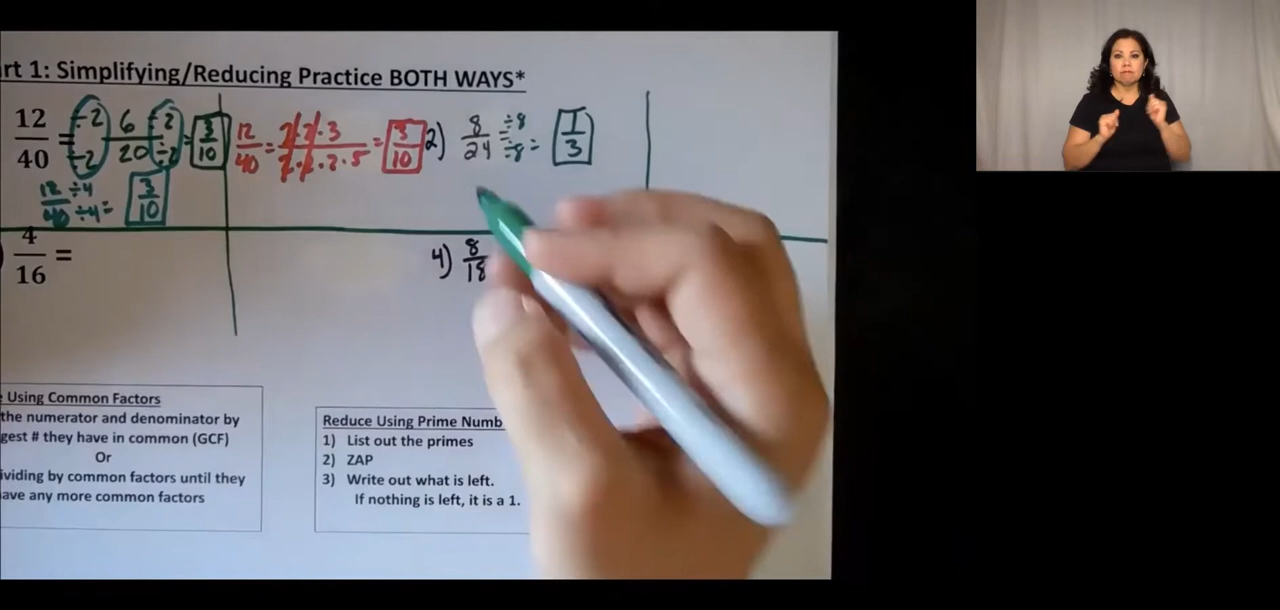 rt 1: Simplifying/Reducing Practice BOTH WAYS*
12/40 = ÷2/÷2 6/20 ÷2/÷2 = 3/10
12/40 = 2·2·3/2·2·2·5 = 3/10
2) 8/24 ÷8/÷8 = 1/3
12/40 ÷4/÷4 = 3/10
) 4/16 =
4) 8/18
Using Common Factors
the numerator and denominator by
gest # they have in common (GCF)
Or
ividing by common factors until they
ave any more common factors
Reduce Using Prime Numb
1) List out the primes
2) ZAP
3) Write out what is left.
If nothing is left, it is a 1.